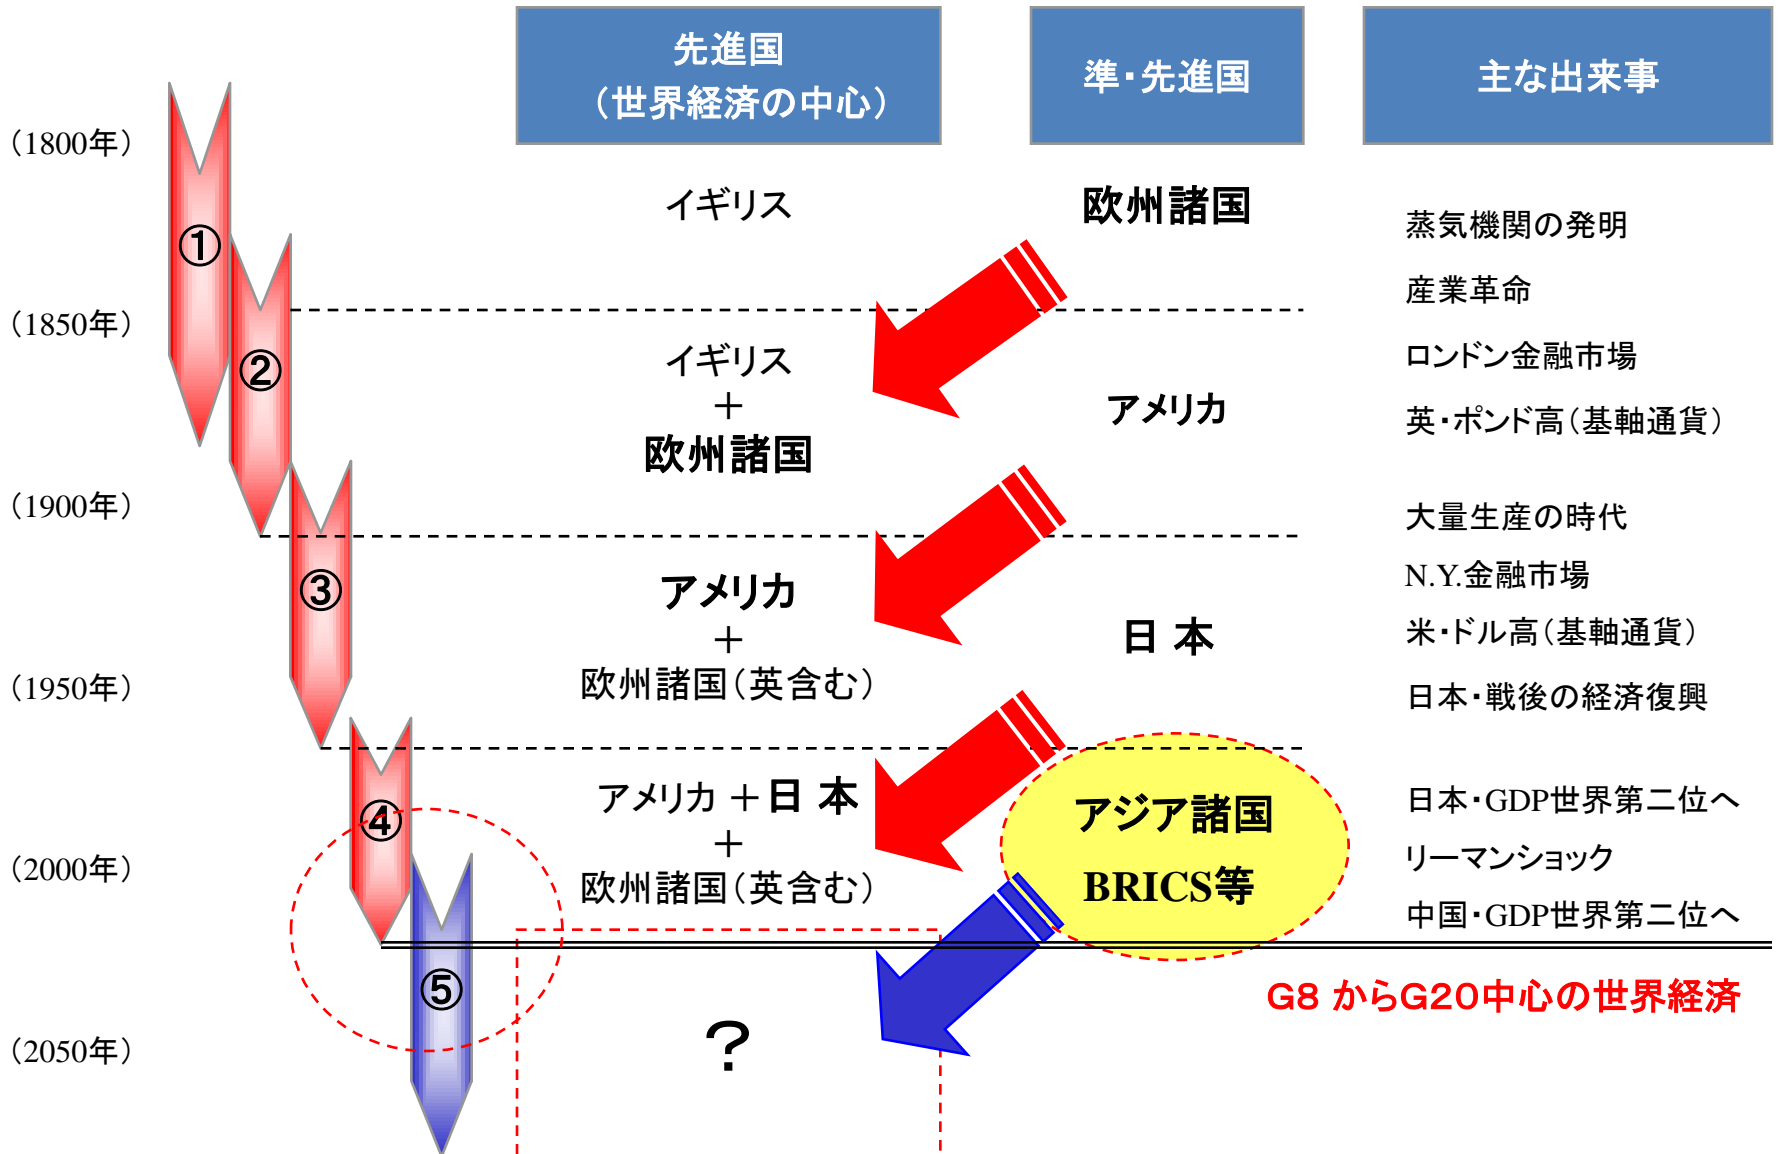 先進国
（世界経済の中心）
準・先進国
主な出来事
（1800年）
（1850年）
（1900年）
（1950年）
（2000年）
（2050年）
①
②
③
④
⑤
イギリス
欧州諸国
イギリス
＋
欧州諸国
アメリカ
アメリカ
＋
欧州諸国（英含む）
日 本
アメリカ ＋日 本
＋
欧州諸国（英含む）
アジア諸国
BRICS等
？
蒸気機関の発明
産業革命
ロンドン金融市場
英・ポンド高（基軸通貨）
大量生産の時代
N.Y.金融市場
米・ドル高（基軸通貨）
日本・戦後の経済復興
日本・GDP世界第二位へ
リーマンショック
中国・GDP世界第二位へ
G8 からG20中心の世界経済